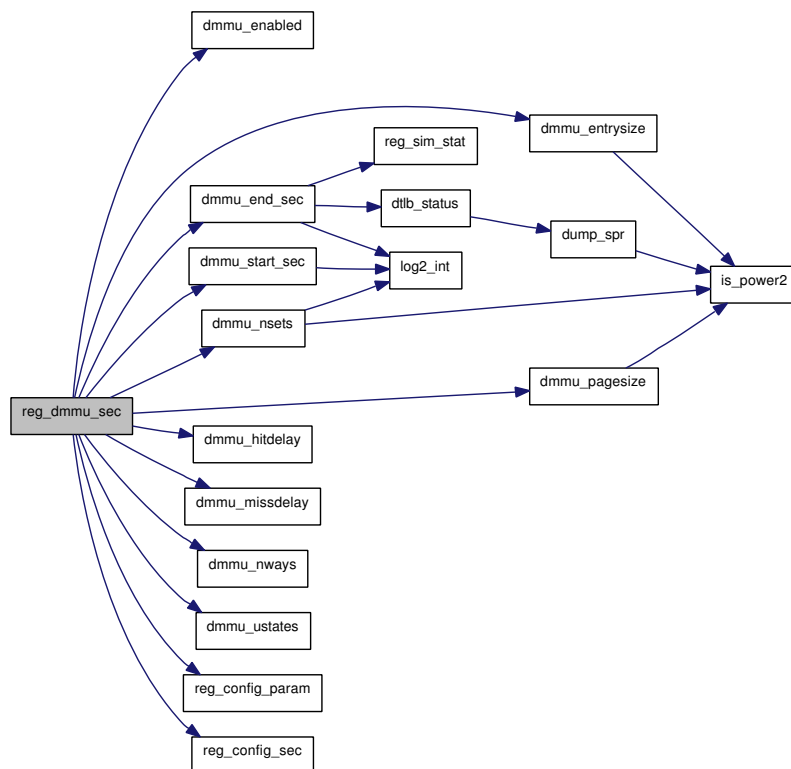 dmmu_enabled
dmmu_entrysize
reg_sim_stat
dmmu_end_sec
dtlb_status
dump_spr
dmmu_start_sec
log2_int
is_power2
dmmu_nsets
dmmu_pagesize
reg_dmmu_sec
dmmu_hitdelay
dmmu_missdelay
dmmu_nways
dmmu_ustates
reg_config_param
reg_config_sec